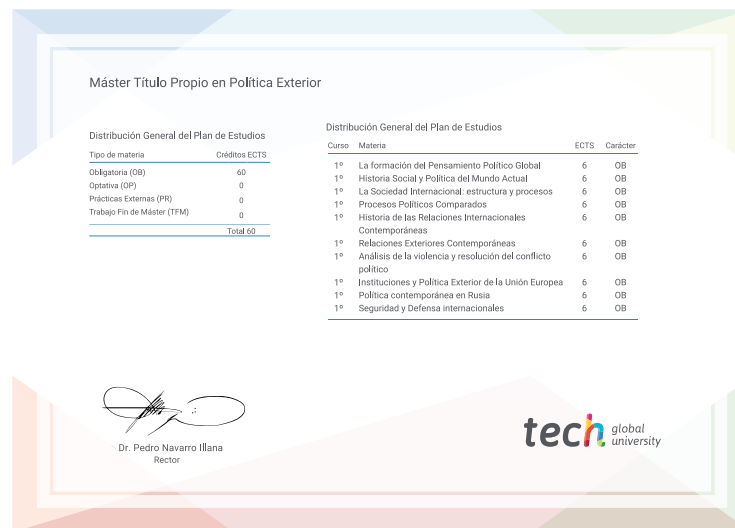 Máster Título Propio en Política Exterior
Distribución General del Plan de Estudios
Tipo de materia Créditos ECTS
Obligatoria (OB) 60
Optativa (OP) 0
Prácticas Externas (PR) 0
Trabajo Fin de Máster (TFM) 0
Total 60
Distribución General del Plan de Estudios
Curso Materia ECTS Carácter
1º La formación del Pensamiento Político Global 6 OB
1º Historia Social y Política del Mundo Actual 6 OB
1º La Sociedad Internacional: estructura y procesos 6 OB
1º Procesos Políticos Comparados 6 OB
1º Historia de las Relaciones Internacionales 6 OB
Contemporáneas
1º Relaciones Exteriores Contemporáneas 6 OB
1º Análisis de la violencia y resolución del conflicto 6 OB
político
1º Instituciones y Política Exterior de la Unión Europea 6 OB
1º Política contemporánea en Rusia 6 OB
1º Seguridad y Defensa internacionales 6 OB
Dr. Pedro Navarro Illana
Rector
tech global
university